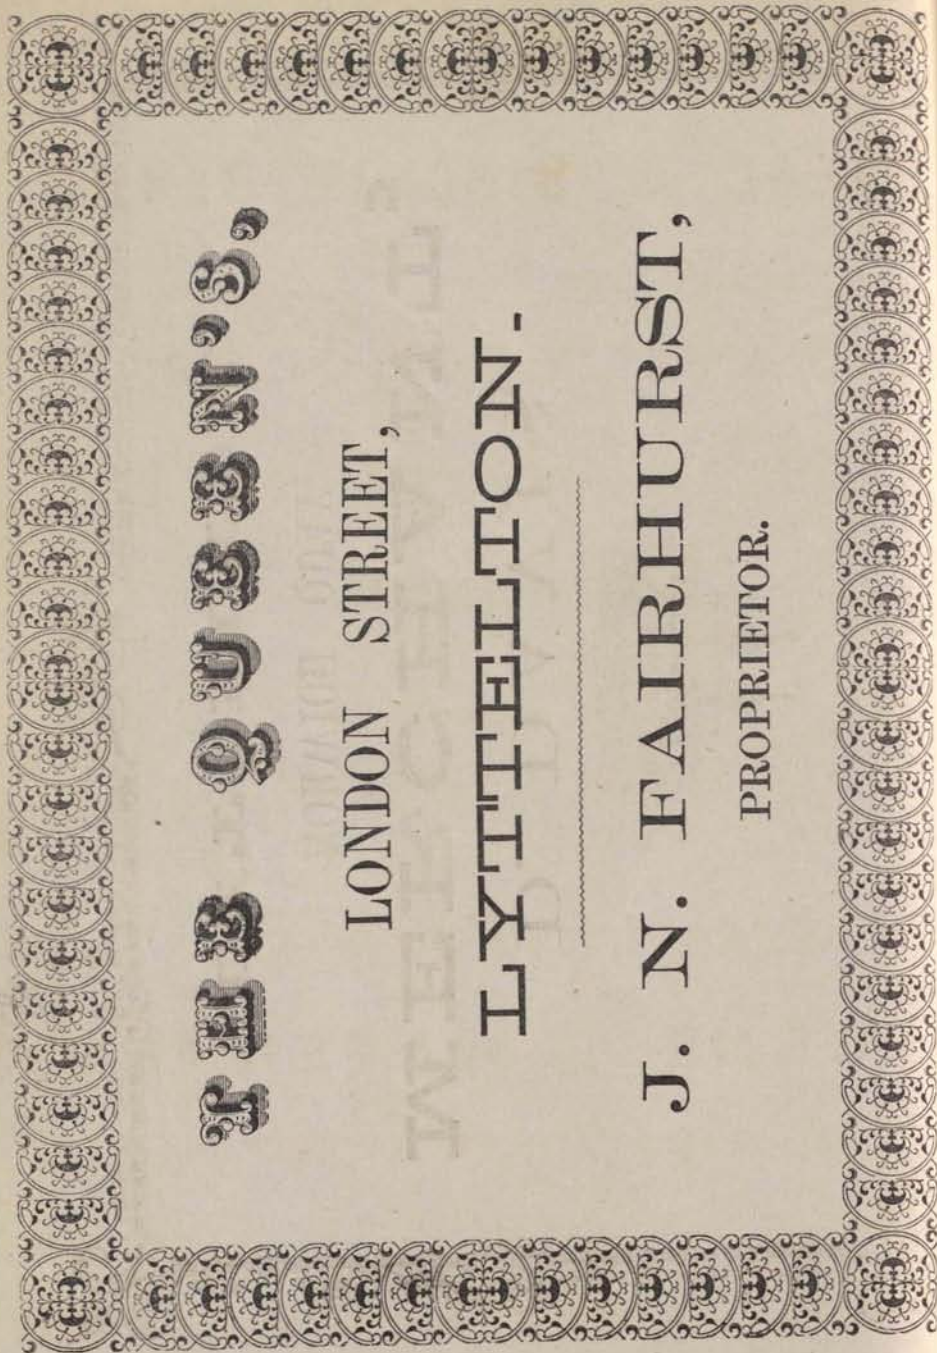 THE QUEEN'S,
LONDON STREET,
LYTTELTON.
J. N. FAIRHURST,
PROPRIETOR.